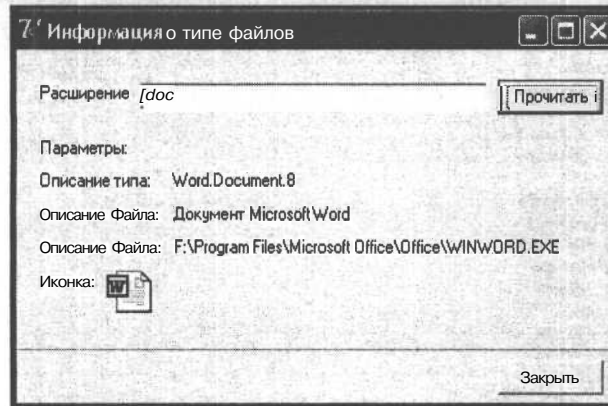 Информация о типе файлов
Расширение [doc
Прочитать
Параметры:
Описание типа: Word.Document.8
Описание Файла: Документ Microsoft Word
Описание Файла: F:\Program Files\Microsoft Office\Office\WINWORD.EXE
Иконка:
W
Закрыть